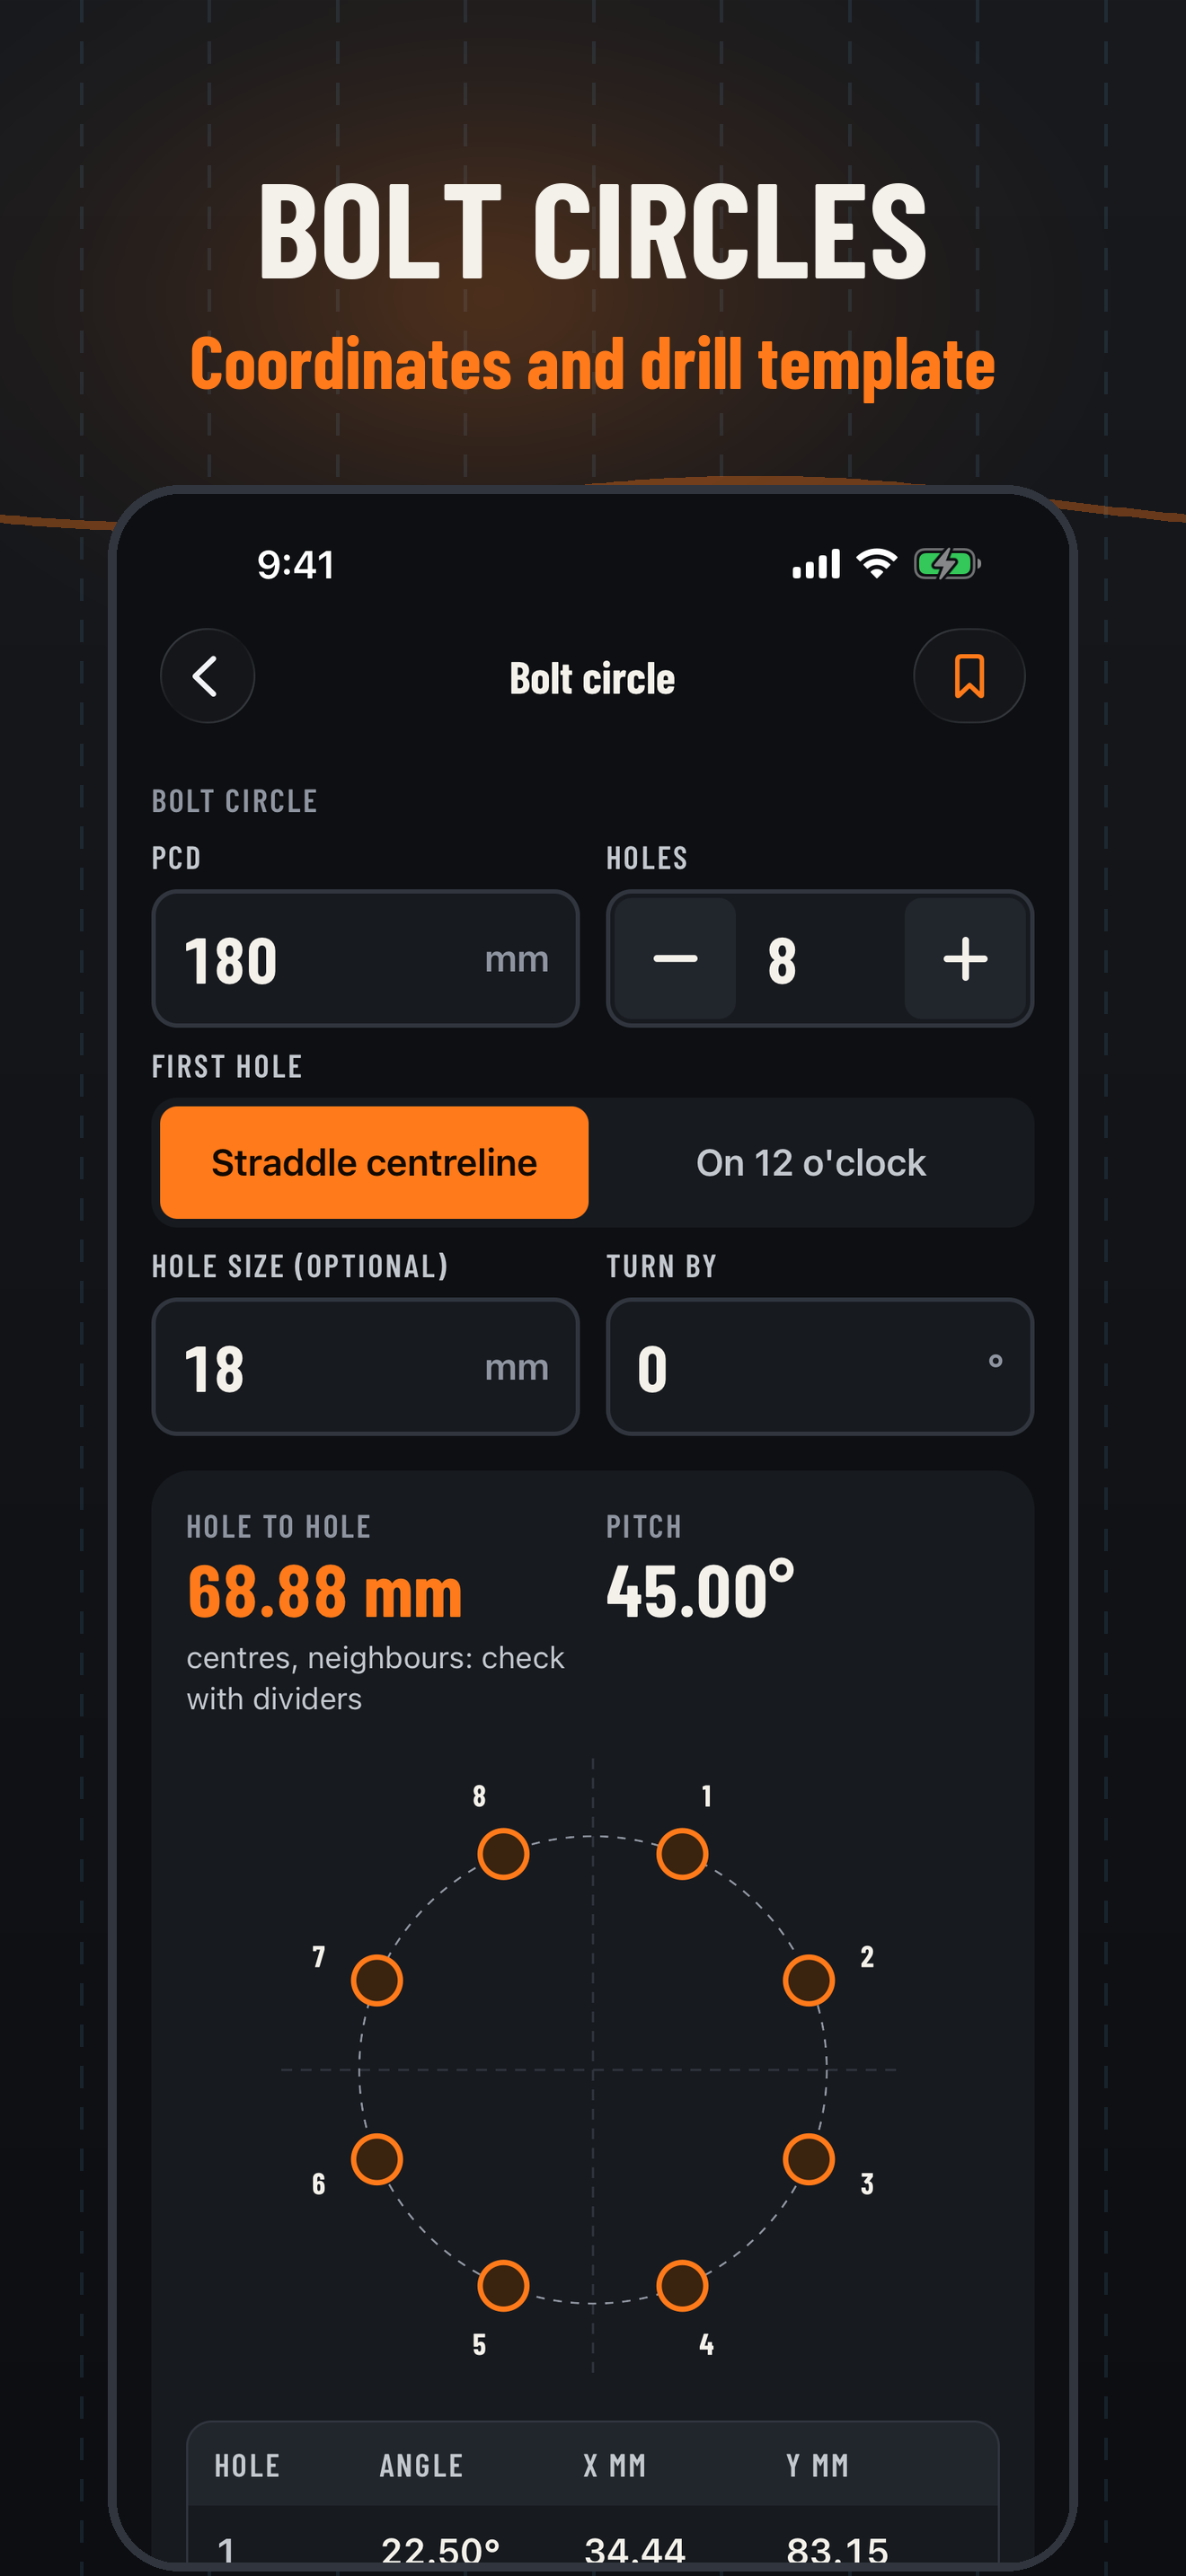 BOLT CIRCLES
Coordinates and drill template
9:41
Bolt circle
BOLT CIRCLE
PCD HOLES
180 mm 8
FIRST HOLE
Straddle centreline On 12 o'clock
HOLE SIZE (OPTIONAL) TURN BY
18 mm 0 °
HOLE TO HOLE PITCH
68.88 mm 45.00°
centres, neighbours: check
with dividers
8 1
7 2
6 3
5 4
HOLE ANGLE X MM Y MM
1 22.50° 34.44 83.15